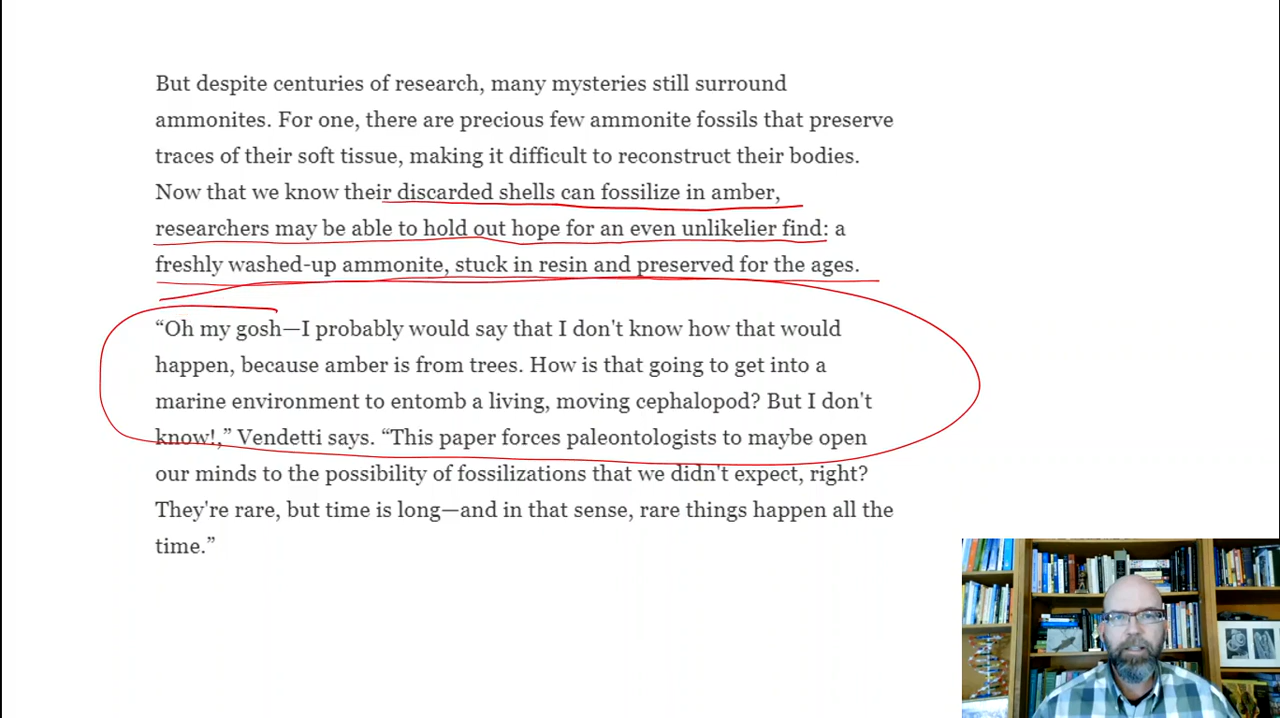 But despite centuries of research, many mysteries still surround
ammonites. For one, there are precious few ammonite fossils that preserve
traces of their soft tissue, making it difficult to reconstruct their bodies.
Now that we know their discarded shells can fossilize in amber,
researchers may be able to hold out hope for an even unlikelier find: a
freshly washed-up ammonite, stuck in resin and preserved for the ages.
“Oh my gosh—I probably would say that I don't know how that would
happen, because amber is from trees. How is that going to get into a
marine environment to entomb a living, moving cephalopod? But I don't
know!,” Vendetti says. “This paper forces paleontologists to maybe open
our minds to the possibility of fossilizations that we didn't expect, right?
They're rare, but time is long—and in that sense, rare things happen all the
time.”